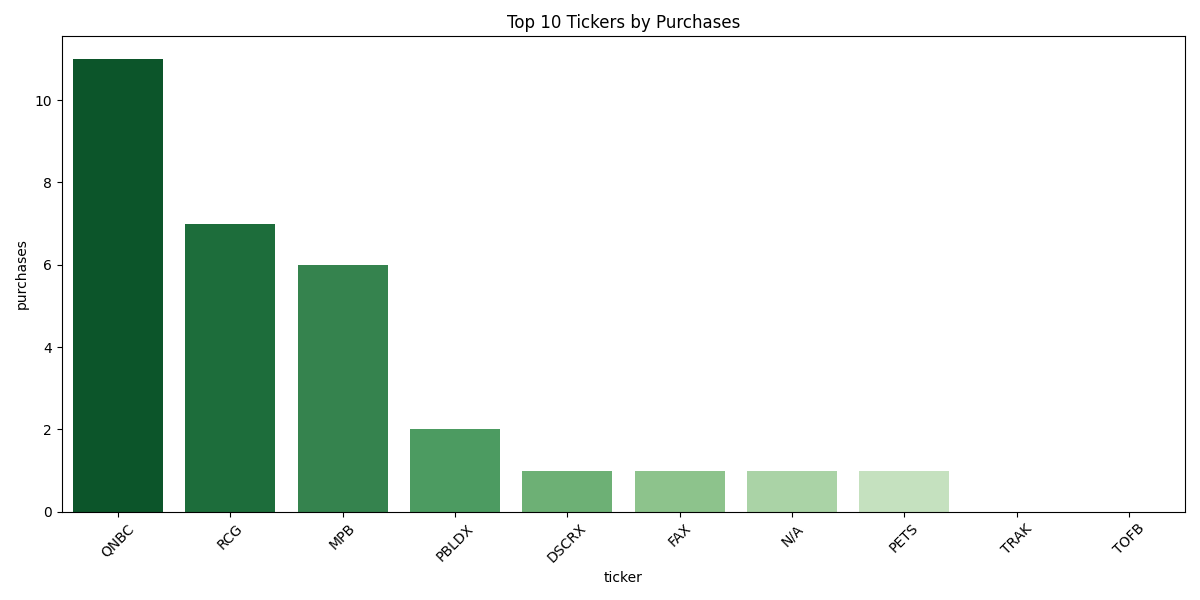 Top 10 Tickers by Purchases
purchases
10
8
6
4
2
0
QNBC
RCG
MPB
PBLDX
DSCRX
FAX
N/A
PETS
TRAK
TOFB
ticker